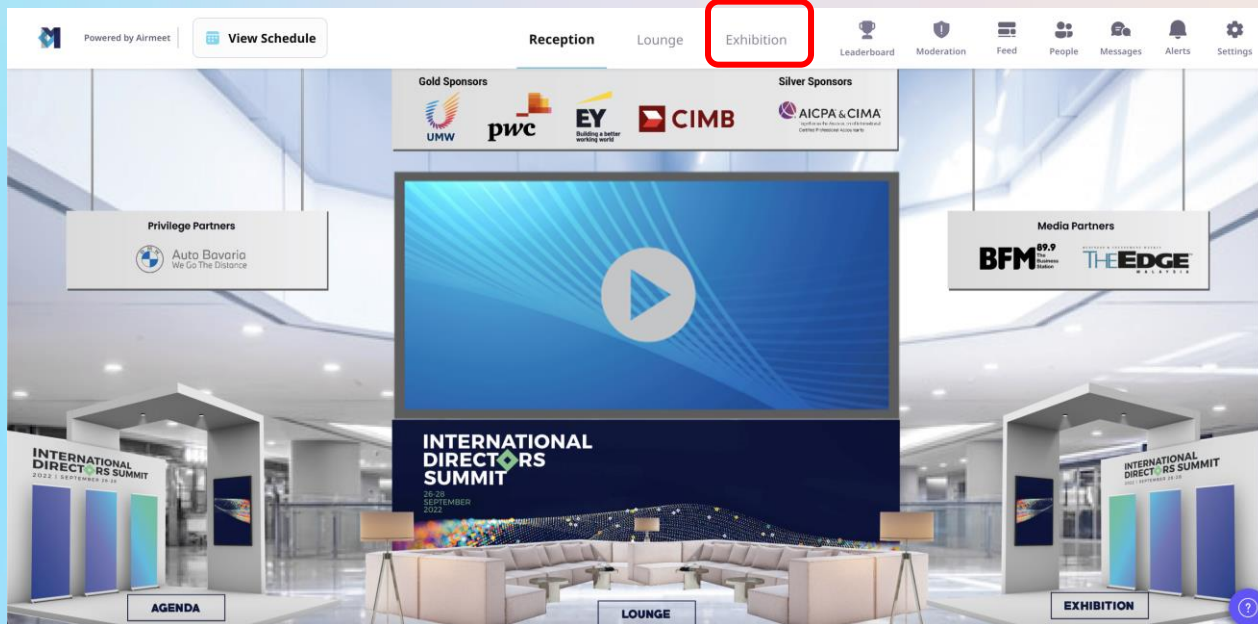 Powered by Airmeet
View Schedule
Reception
Lounge
Exhibition
Leaderboard
Moderation
Feed
People
Messages
Alerts
Settings
Gold Sponsors
Silver Sponsors
UMW
pwc
EY
Building a better
working world
CIMB
AICPA & CIMA
Privilege Partners
Auto Bavaria
We Go The Distance
Media Partners
BFM 89.9
The
Business
Station
THE EDGE
MALAYSIA
INTERNATIONAL
DIRECTORS
SUMMIT
26-28
SEPTEMBER
2022
INTERNATIONAL
DIRECTORS SUMMIT
2022 | SEPTEMBER 26-28
INTERNATIONAL
DIRECTORS SUMMIT
2022 | SEPTEMBER 26-28
AGENDA
LOUNGE
EXHIBITION
?